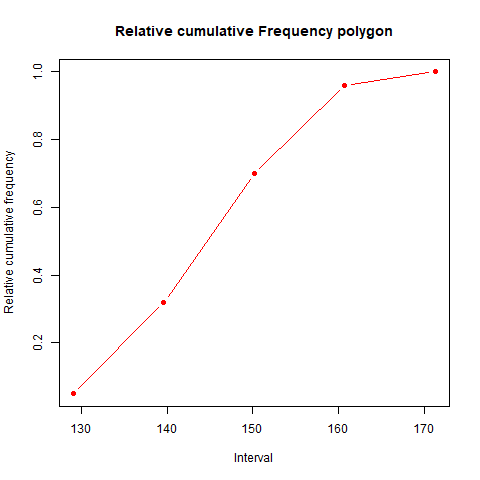 Relative cumulative Frequency polygon
Relative cumulative frequency
1.0
0.8
0.6
0.4
0.2
130 140 150 160 170
Interval